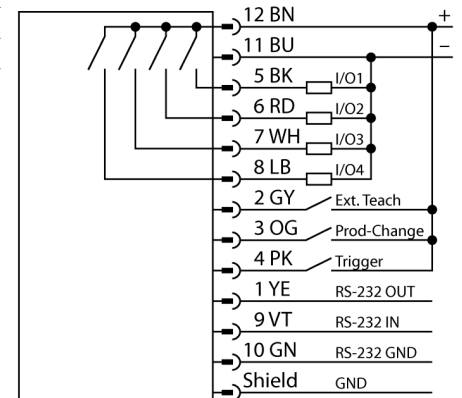 12 BN +
11 BU –
5 BK I/O1
6 RD I/O2
7 WH I/O3
8 LB I/O4
2 GY Ext. Teach
3 OG Prod-Change
4 PK Trigger
1 YE RS-232 OUT
9 VT RS-232 IN
10 GN RS-232 GND
Shield GND